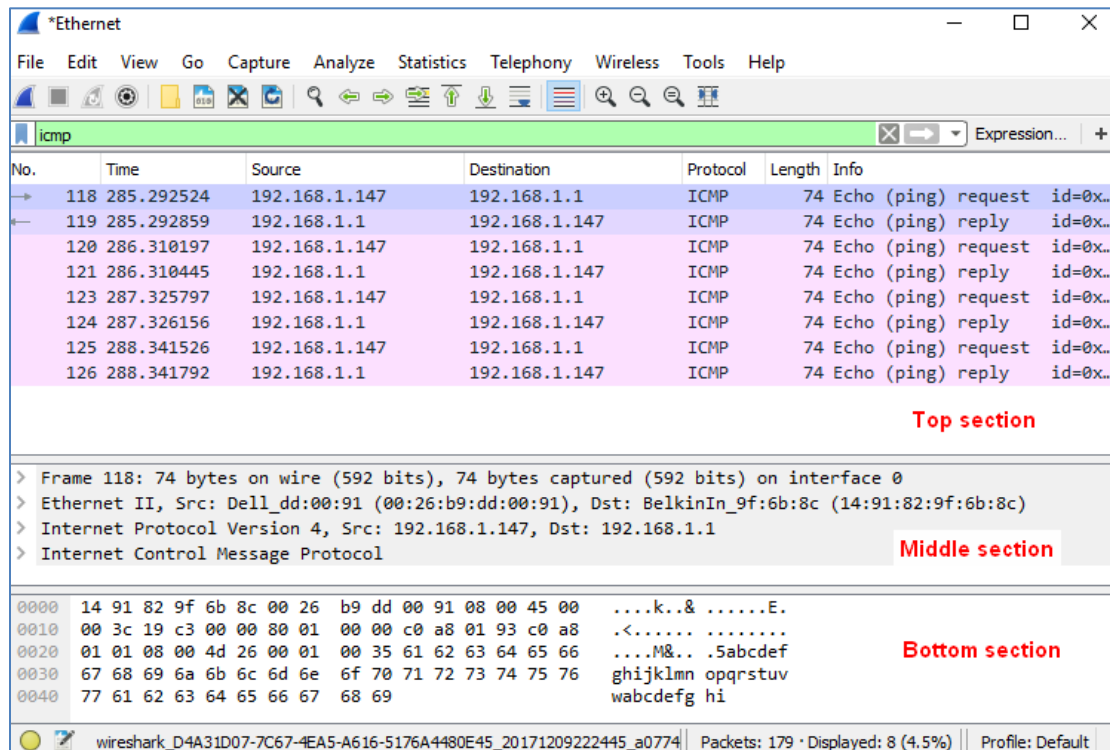 *Ethernet
File Edit View Go Capture Analyze Statistics Telephony Wireless Tools Help
icmp Expression... +
No. Time Source Destination Protocol Length Info
118 285.292524 192.168.1.147 192.168.1.1 ICMP 74 Echo (ping) request id=0x…
119 285.292859 192.168.1.1 192.168.1.147 ICMP 74 Echo (ping) reply id=0x…
120 286.310197 192.168.1.147 192.168.1.1 ICMP 74 Echo (ping) request id=0x…
121 286.310445 192.168.1.1 192.168.1.147 ICMP 74 Echo (ping) reply id=0x…
123 287.325797 192.168.1.147 192.168.1.1 ICMP 74 Echo (ping) request id=0x…
124 287.326156 192.168.1.1 192.168.1.147 ICMP 74 Echo (ping) reply id=0x…
125 288.341526 192.168.1.147 192.168.1.1 ICMP 74 Echo (ping) request id=0x…
126 288.341792 192.168.1.1 192.168.1.147 ICMP 74 Echo (ping) reply id=0x…
Top section
> Frame 118: 74 bytes on wire (592 bits), 74 bytes captured (592 bits) on interface 0
> Ethernet II, Src: Dell_dd:00:91 (00:26:b9:dd:00:91), Dst: BelkinIn_9f:6b:8c (14:91:82:9f:6b:8c)
> Internet Protocol Version 4, Src: 192.168.1.147, Dst: 192.168.1.1
> Internet Control Message Protocol
Middle section
0000 14 91 82 9f 6b 8c 00 26 b9 dd 00 91 08 00 45 00 ....k..& ......E.
0010 00 3c 19 c3 00 00 80 01 00 00 c0 a8 01 93 c0 a8 .<...... ........
0020 01 01 08 00 4d 26 00 01 00 35 61 62 63 64 65 66 ....M&.. .5abcdef
0030 67 68 69 6a 6b 6c 6d 6e 6f 70 71 72 73 74 75 76 ghijklmn opqrstuv
0040 77 61 62 63 64 65 66 67 68 69 wabcdefg hi
Bottom section
wireshark_D4A31D07-7C67-4EA5-A616-5176A4480E45_20171209222445_a0774 Packets: 179 · Displayed: 8 (4.5%) Profile: Default